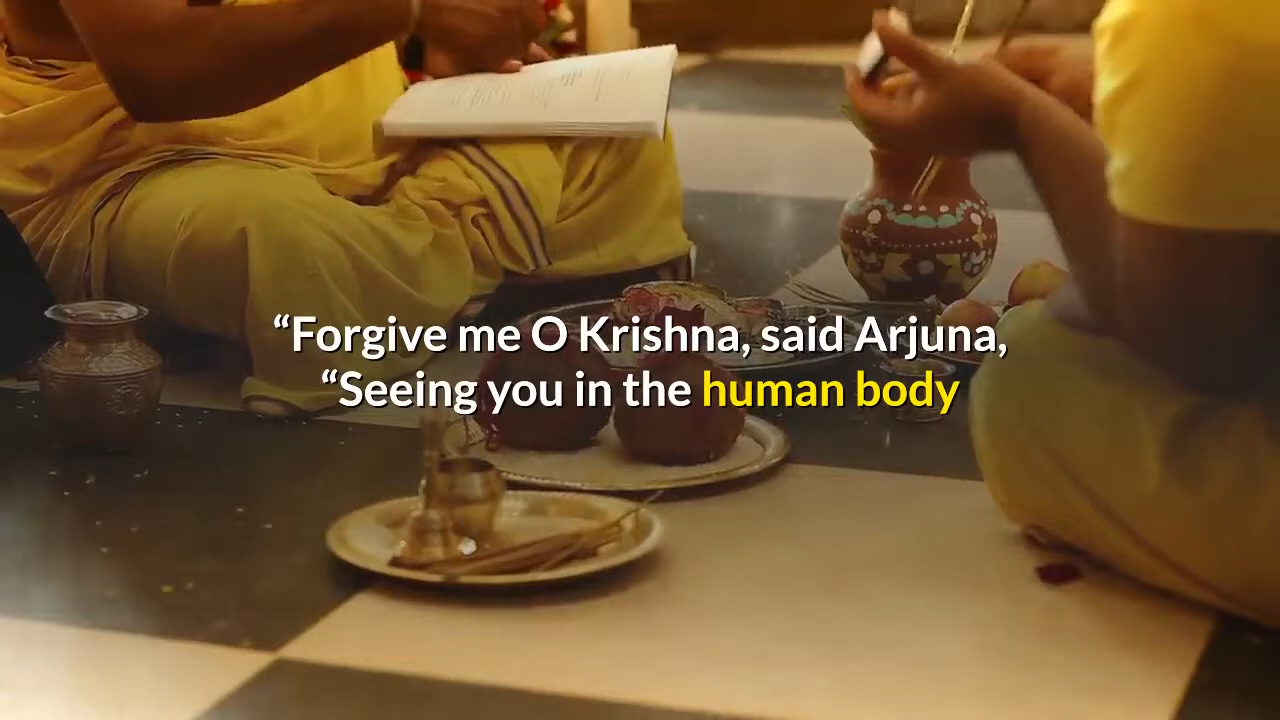 “Forgive me O Krishna, said Arjuna,
“Seeing you in the human body